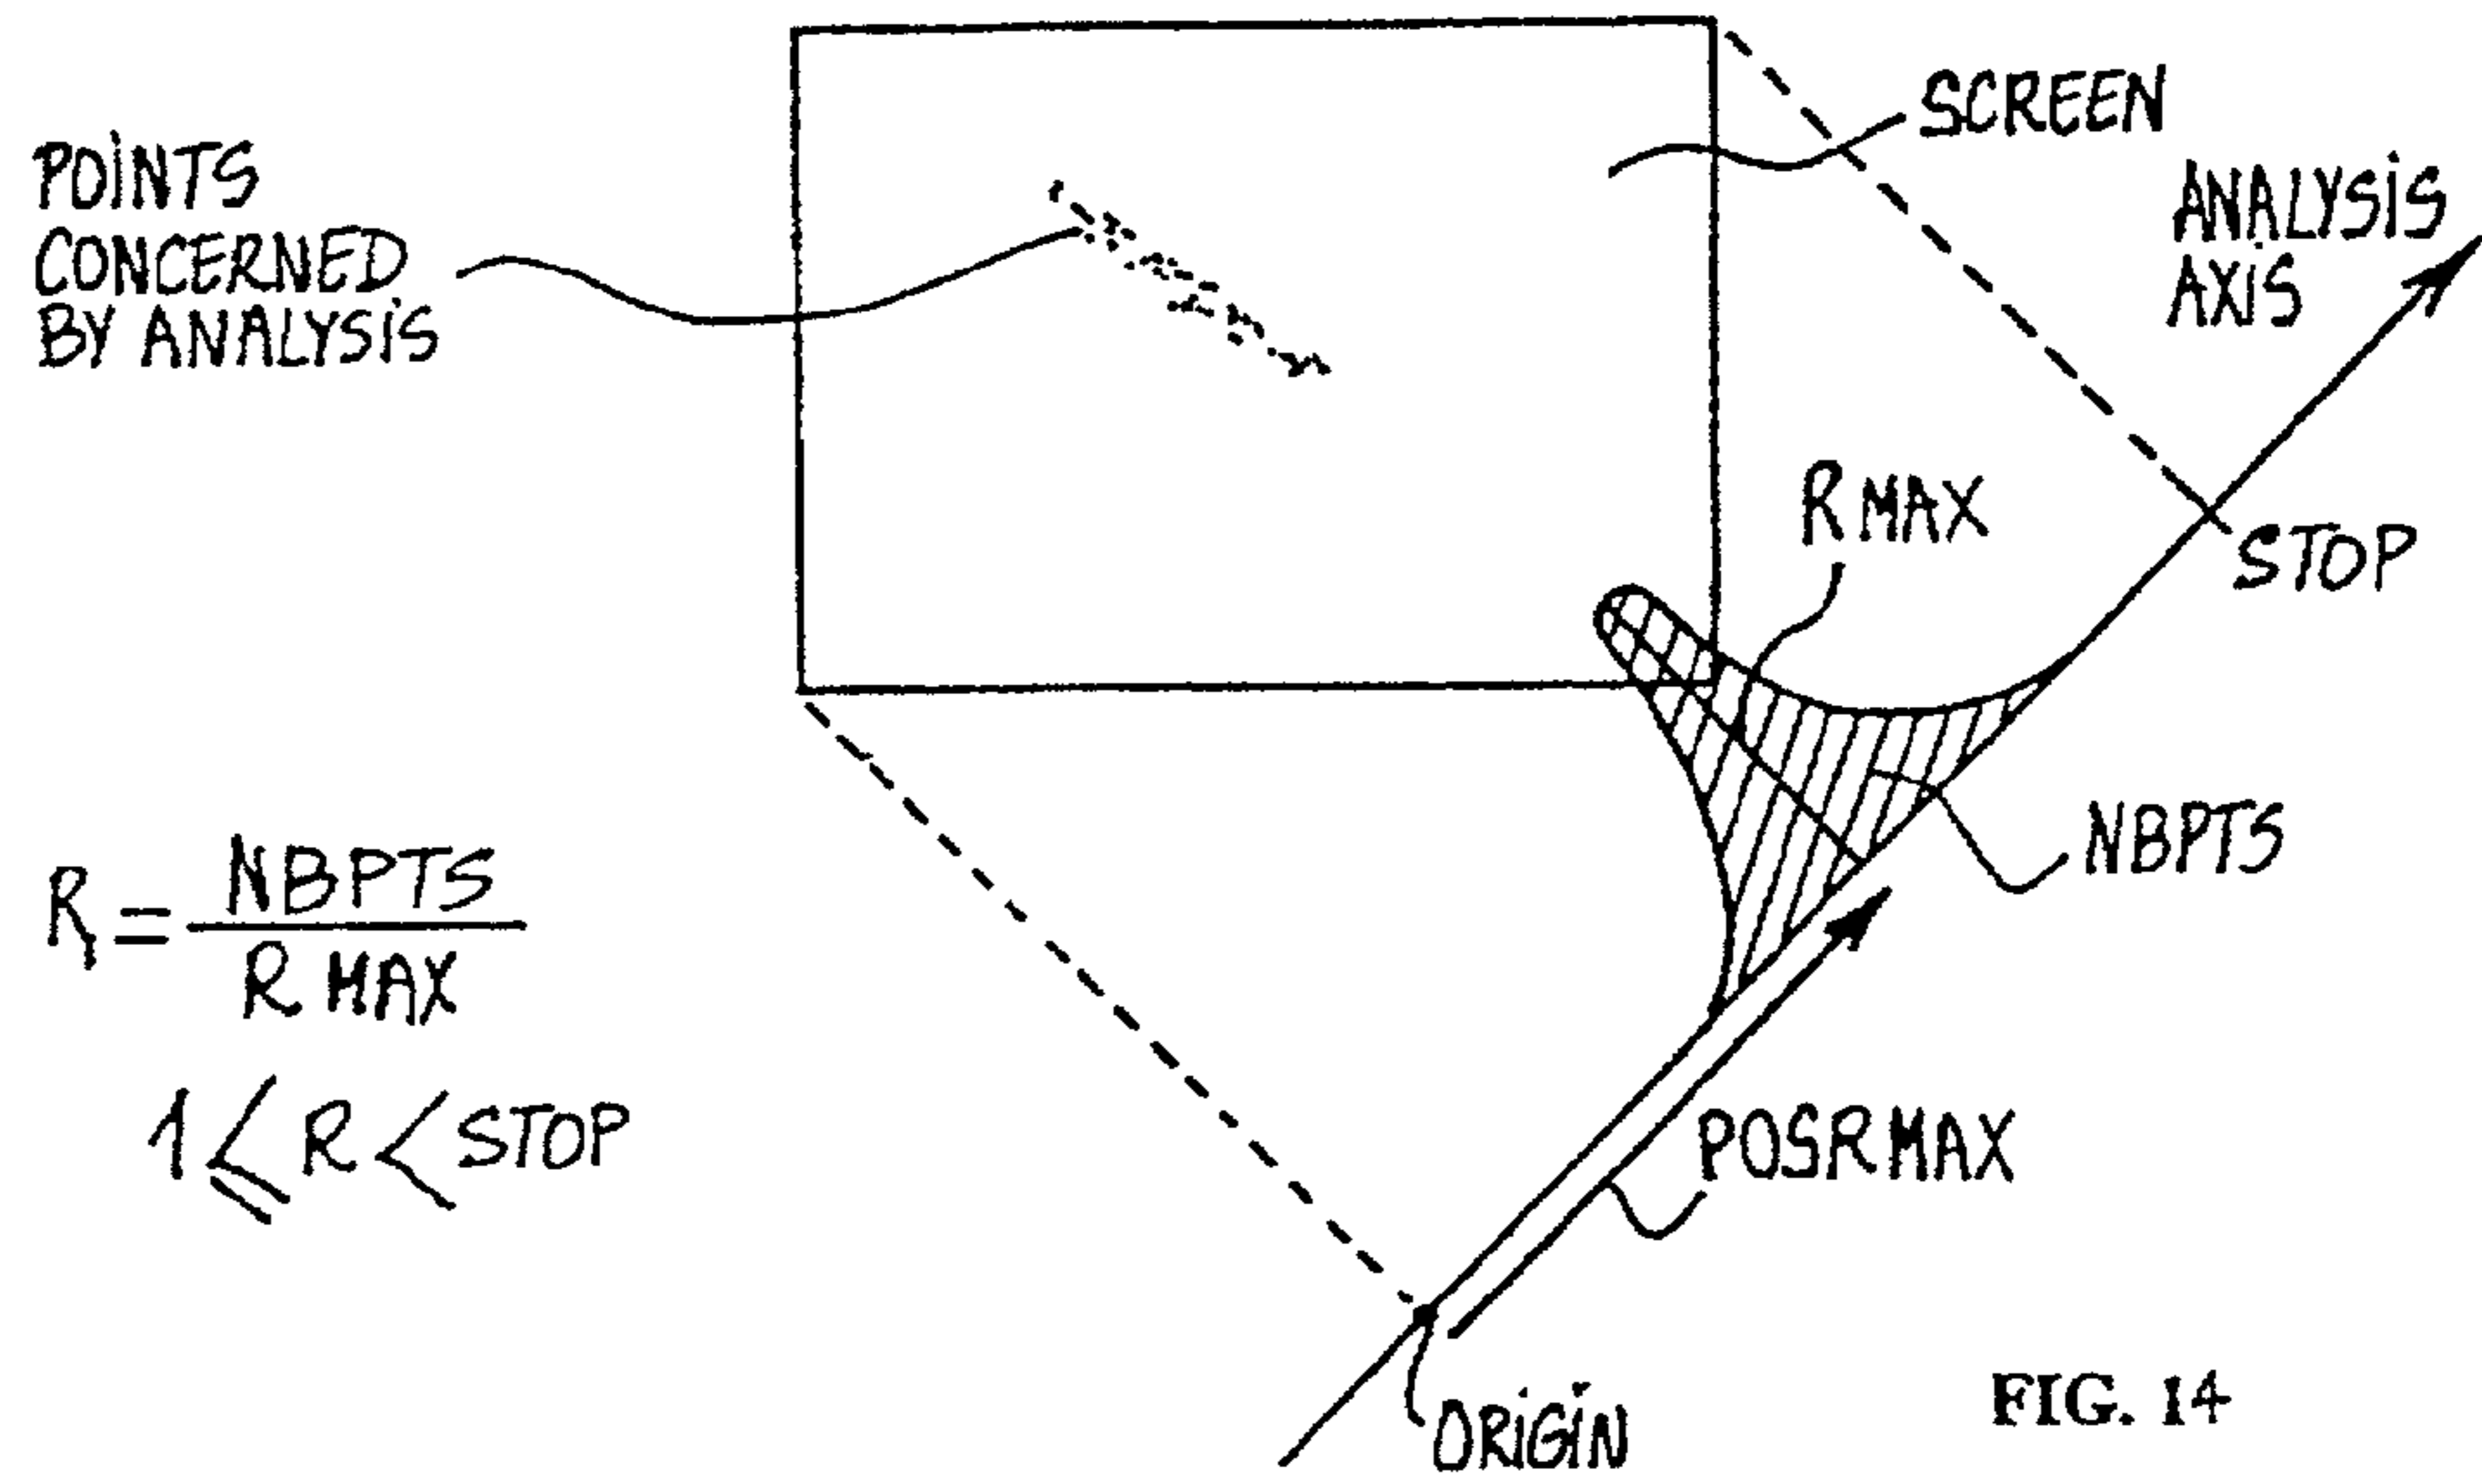 SCREEN
ANALYSIS
AXIS
POINTS
CONCERNED
BY ANALYSIS
R MAX
STOP
NBPTS
R = NBPTS
R MAX
1 ≤ R < STOP
POSRMAX
ORIGIN
FIG. 14